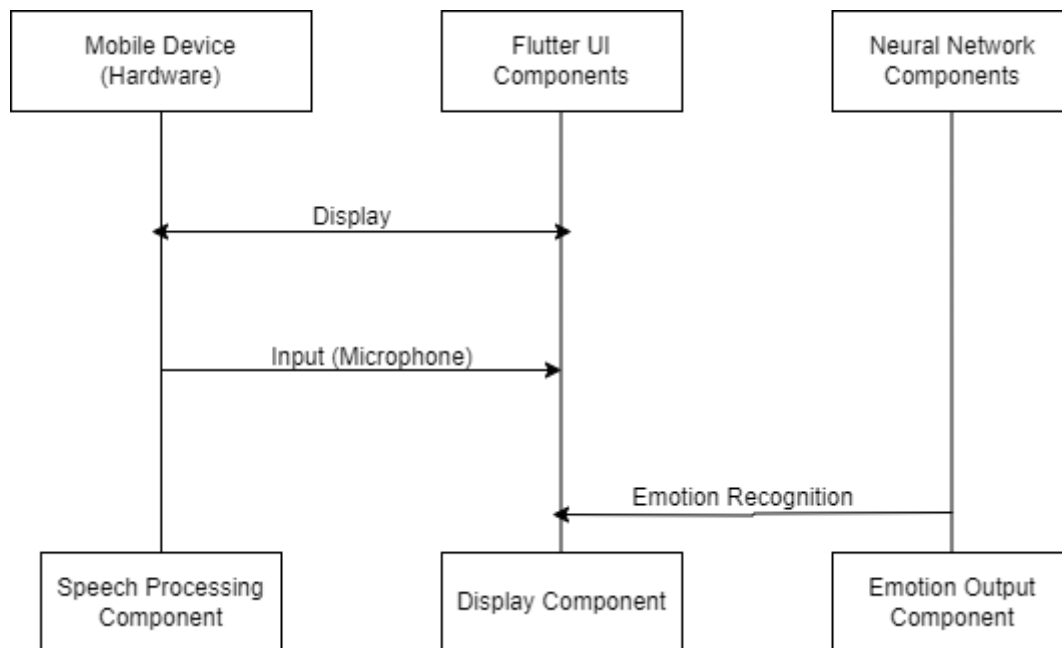 Mobile Device
(Hardware)
Flutter UI
Components
Neural Network
Components
Display
Input (Microphone)
Emotion Recognition
Speech Processing
Component
Display Component
Emotion Output
Component